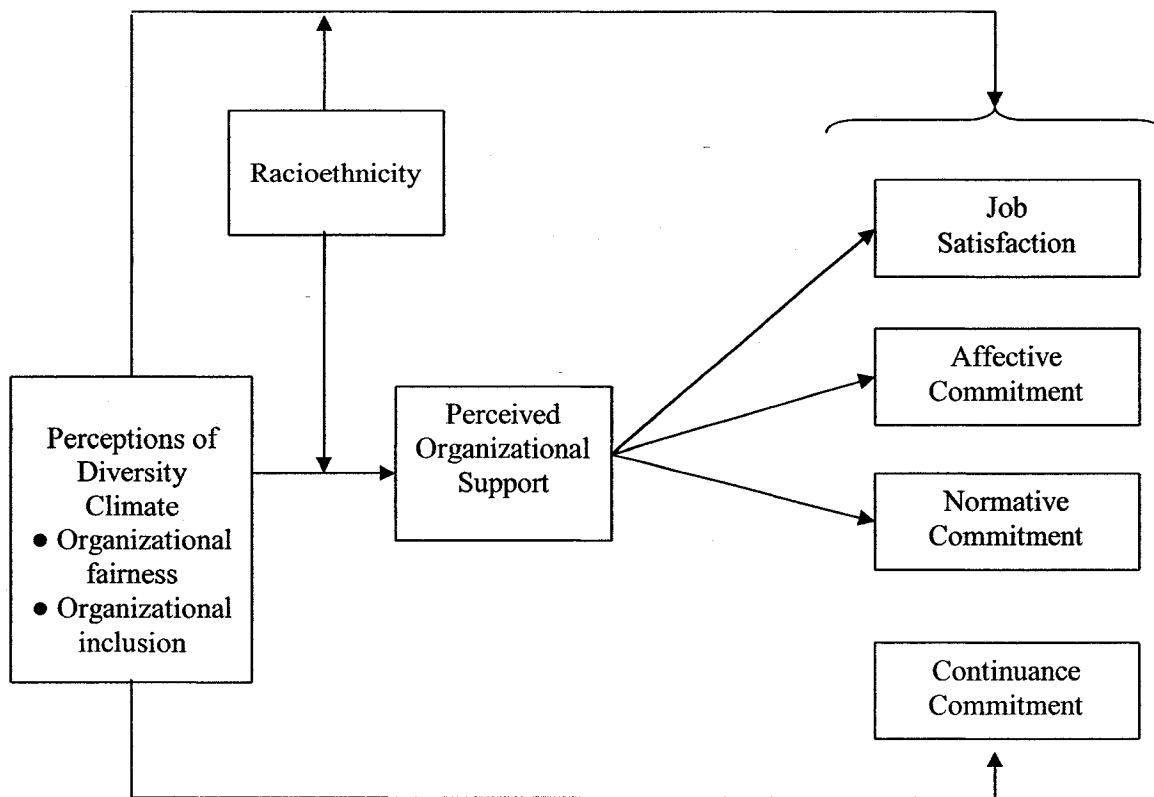 Racioethnicity
Job
Satisfaction
Affective
Commitment
Perceived
Organizational
Support
Perceptions of
Diversity
Climate
● Organizational
fairness
● Organizational
inclusion
Normative
Commitment
Continuance
Commitment